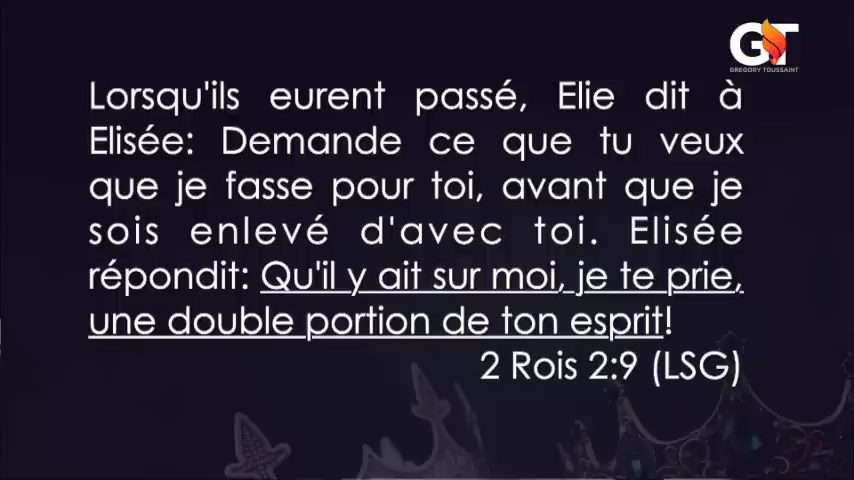 GT
GREGORY TOUSSAINT
Lorsqu'ils eurent passé, Elie dit à
Elisée: Demande ce que tu veux
que je fasse pour toi, avant que je
sois enlevé d'avec toi. Elisée
répondit: Qu'il y ait sur moi, je te prie,
une double portion de ton esprit!
2 Rois 2:9 (LSG)